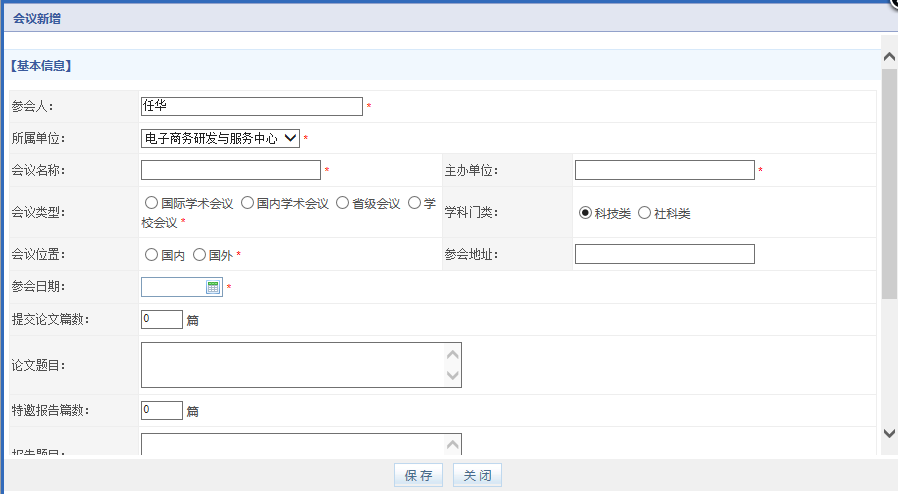 会议新增
【基本信息】
参会人： 任华 *
所属单位： 电子商务研发与服务中心 *
会议名称： * 主办单位： *
会议类型： 国际学术会议 国内学术会议 省级会议 学校会议 * 学科门类： 科技类 社科类
会议位置： 国内 国外 * 参会地址：
参会日期： *
提交论文篇数： 0 篇
论文题目：
特邀报告篇数： 0 篇
报告题目：
保存 关闭